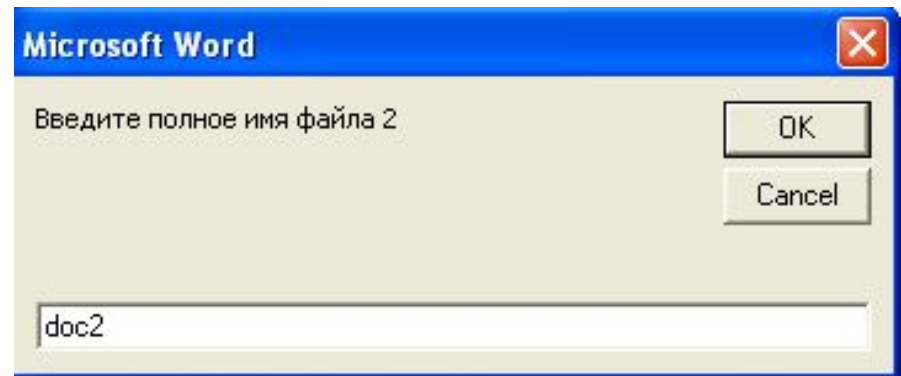 Microsoft Word
Введите полное имя файла 2
OK
Cancel
doc2